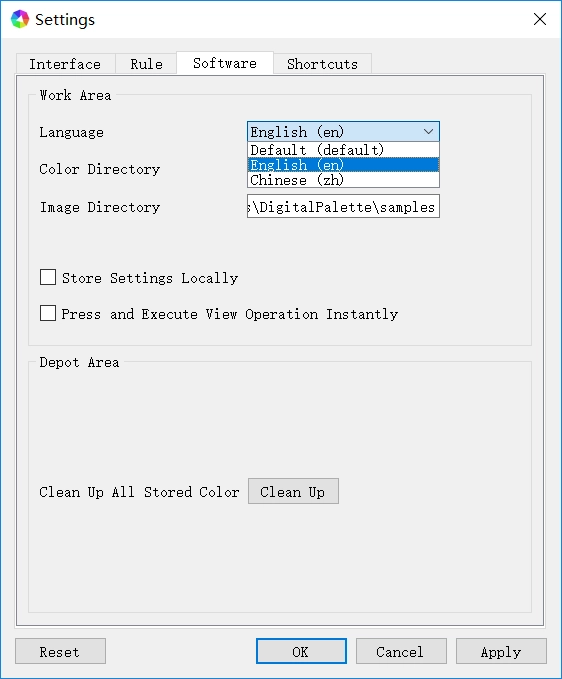 Settings
Interface Rule Software Shortcuts
Work Area
Language English (en)
Default (default)
English (en)
Chinese (zh)
Color Directory
Image Directory \DigitalPalette\samples
Store Settings Locally
Press and Execute View Operation Instantly
Depot Area
Clean Up All Stored Color Clean Up
Reset OK Cancel Apply